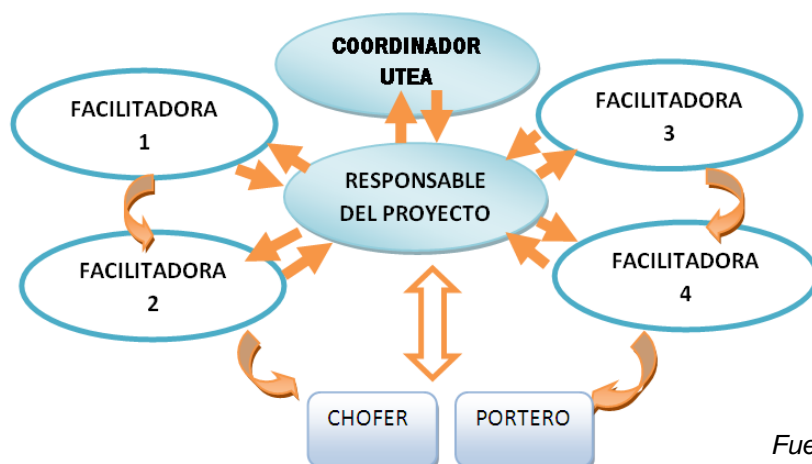 COORDINADOR
UTEA
FACILITADORA
1
FACILITADORA
3
RESPONSABLE
DEL PROYECTO
FACILITADORA
2
FACILITADORA
4
CHOFER
PORTERO